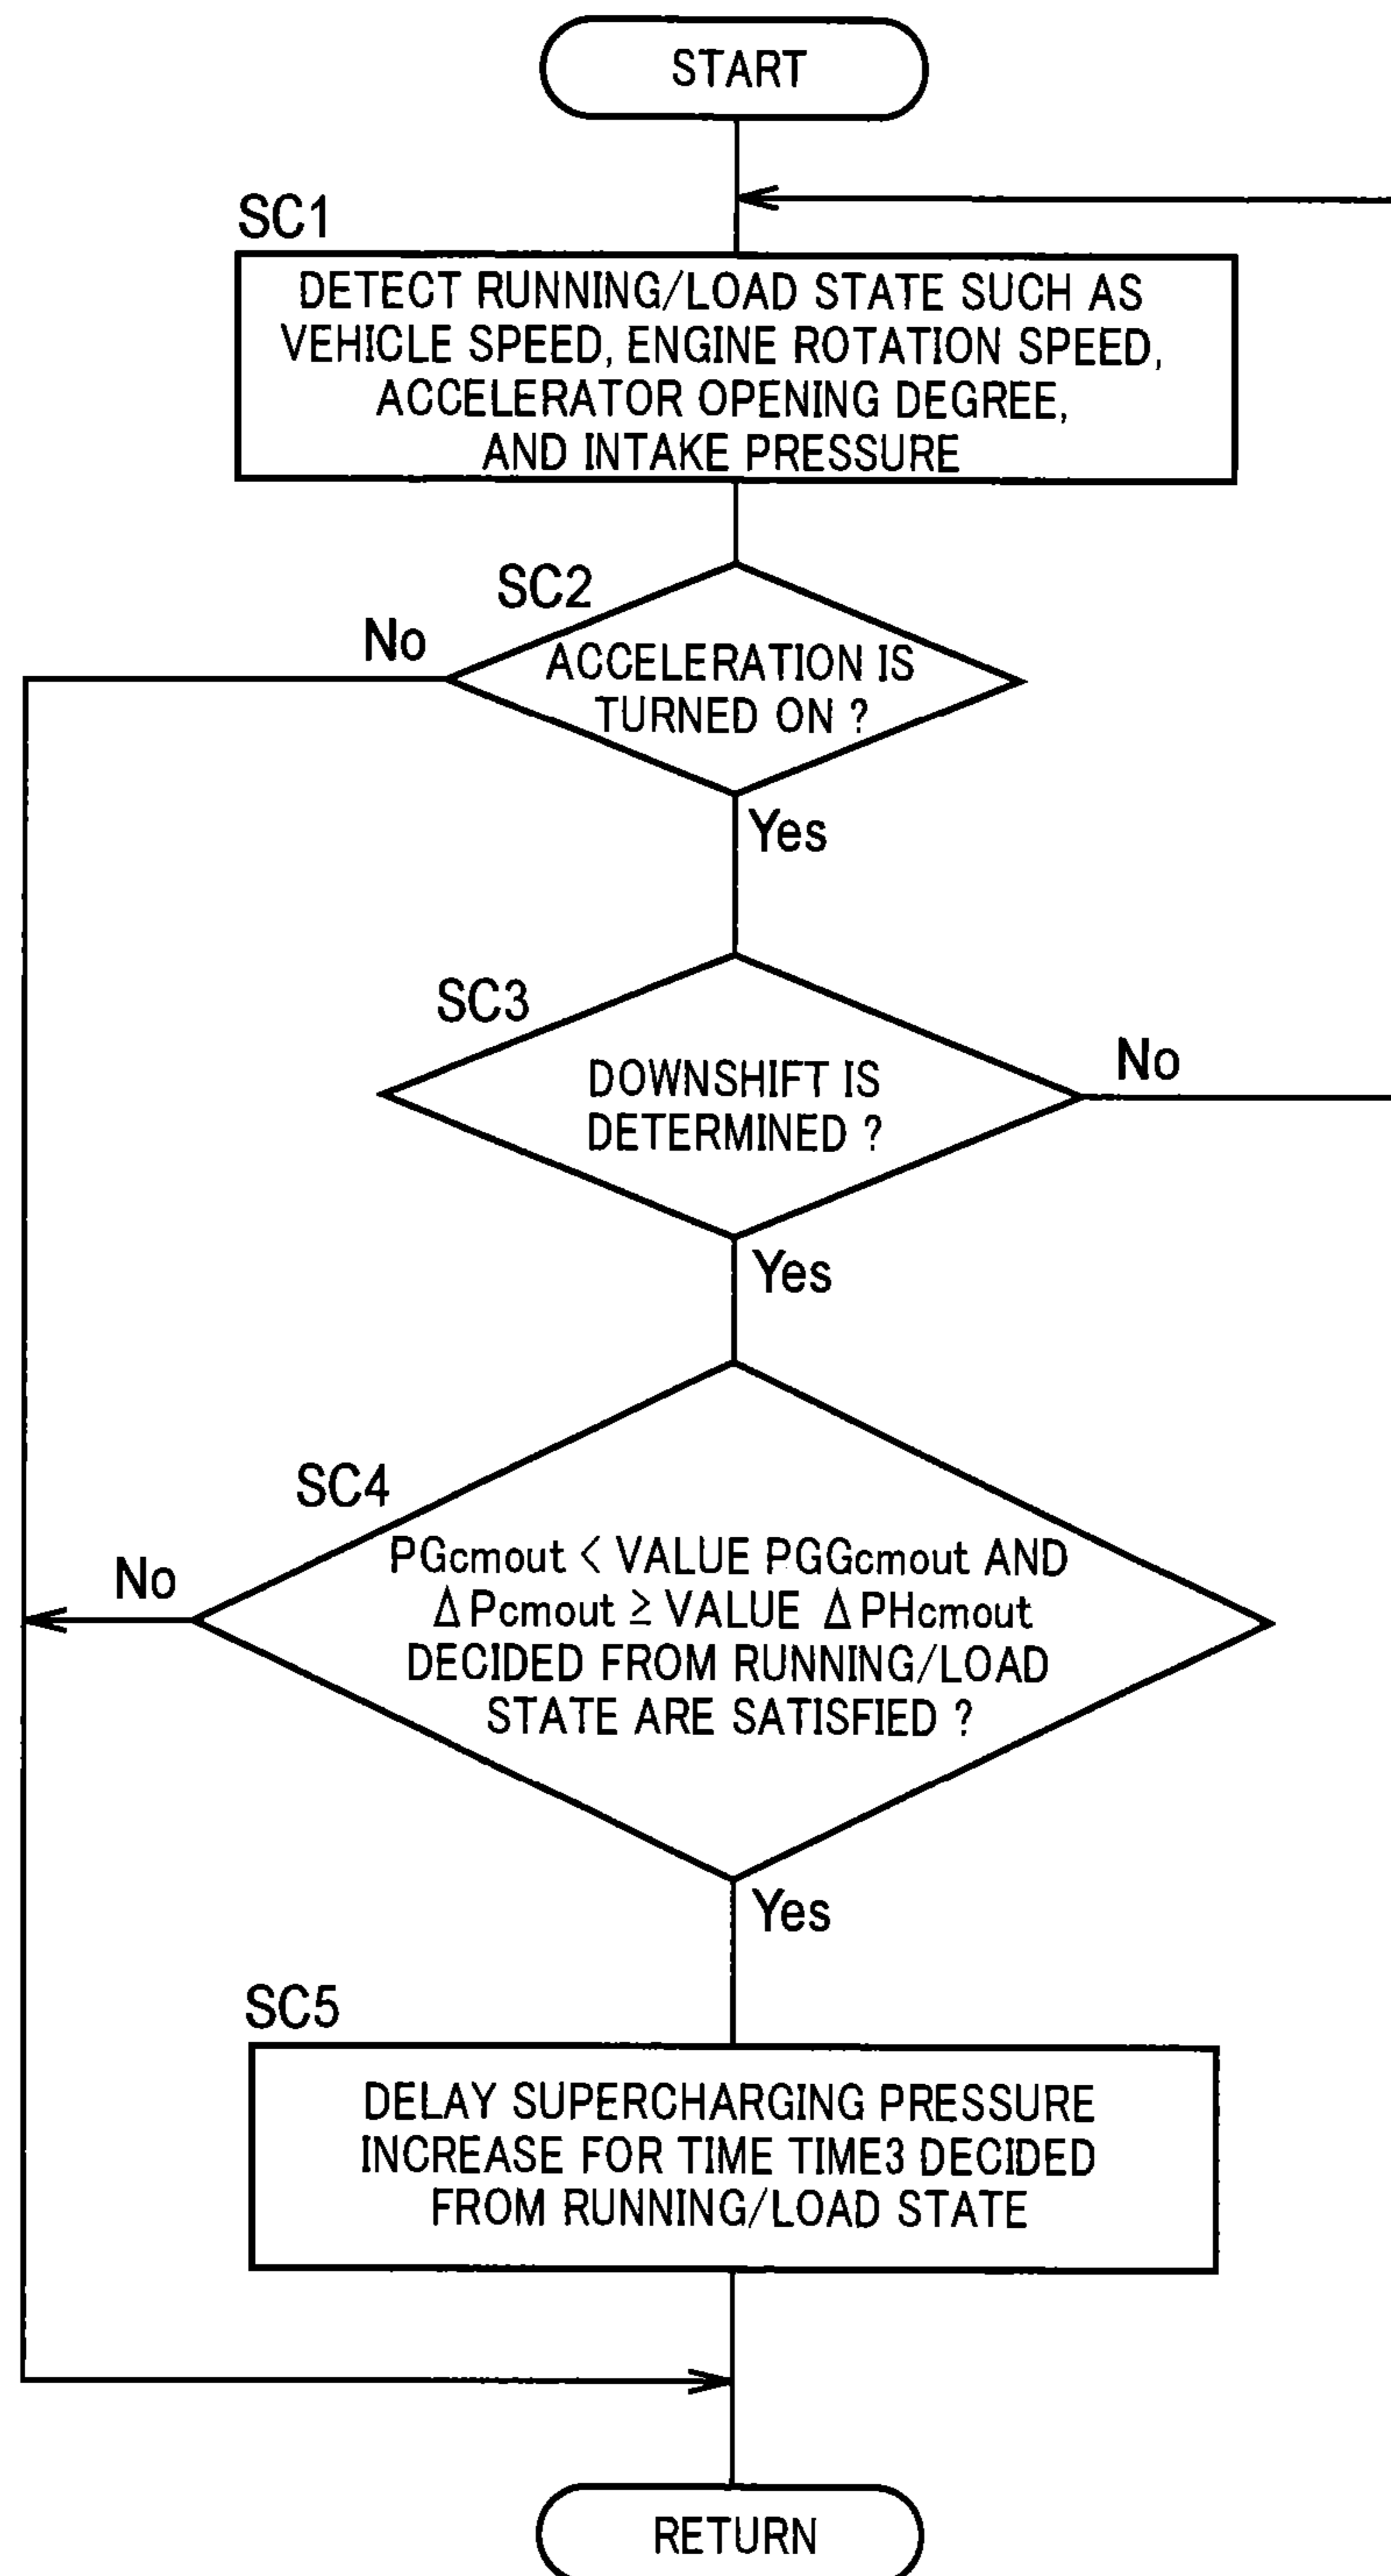 START
SC1
DETECT RUNNING/LOAD STATE SUCH AS
VEHICLE SPEED, ENGINE ROTATION SPEED,
ACCELERATOR OPENING DEGREE,
AND INTAKE PRESSURE
SC2
No
ACCELERATION IS
TURNED ON ?
Yes
SC3
No
DOWNSHIFT IS
DETERMINED ?
Yes
SC4
No
PGcmout < VALUE PGGcmout AND
Δ Pcmout ≥ VALUE Δ PHcmout
DECIDED FROM RUNNING/LOAD
STATE ARE SATISFIED ?
Yes
SC5
DELAY SUPERCHARGING PRESSURE
INCREASE FOR TIME TIME3 DECIDED
FROM RUNNING/LOAD STATE
RETURN